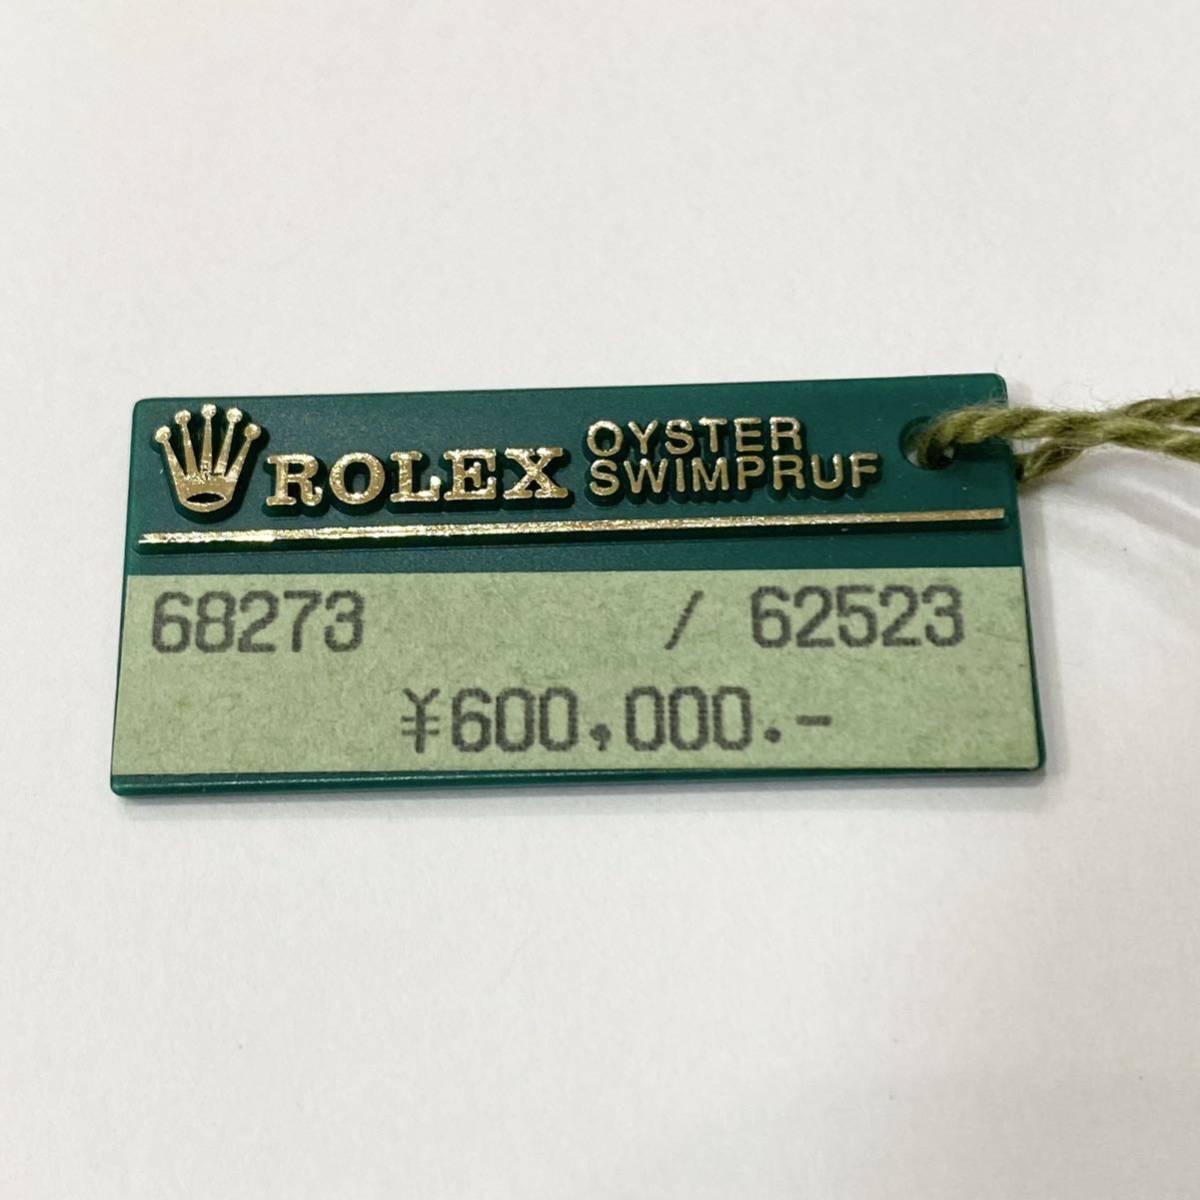 ROLEX OYSTER
SWIMPRUF
68273 / 62523
¥600,000.-